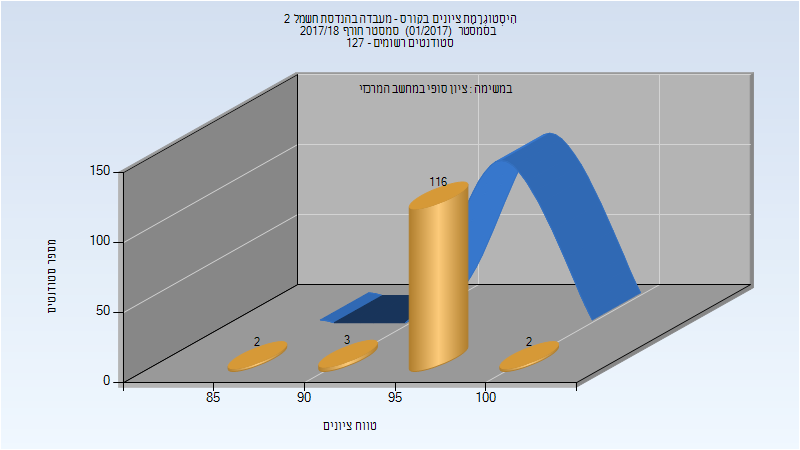 היסטוגרמת ציונים בקורס - מעבדה בהנדסת חשמל 2
בסמסטר (01/2017) סמסטר חורף 2017/18
סטודנטים רשומים - 127
במשימה : ציון סופי במחשב המרכזי
150
100
50
0
מספר סטודנטים
2
3
116
2
85
90
95
100
טווח ציונים